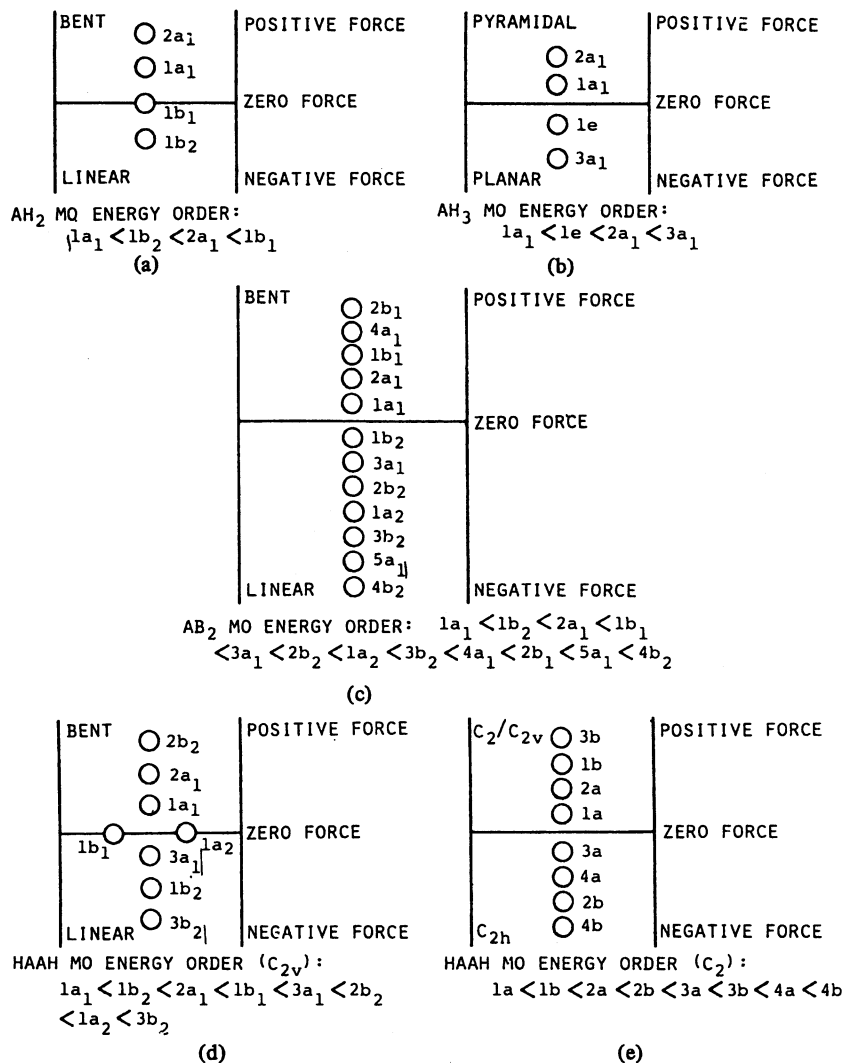 BENT
2a1
1a1
1b1
1b2
LINEAR
POSITIVE FORCE
ZERO FORCE
NEGATIVE FORCE
AH2 MO ENERGY ORDER:
1a1 <1b2 <2a1 <1b1
(a)
PYRAMIDAL
2a1
1a1
1e
3a1
PLANAR
POSITIVE FORCE
ZERO FORCE
NEGATIVE FORCE
AH3 MO ENERGY ORDER:
1a1 <1e <2a1 <3a1
(b)
BENT
2b1
4a1
1b1
2a1
1a1
1b2
3a1
2b2
1a2
3b2
5a1
4b2
LINEAR
POSITIVE FORCE
ZERO FORCE
NEGATIVE FORCE
AB2 MO ENERGY ORDER: 1a1 <1b2 <2a1 <1b1
<3a1 <2b2 <1a2 <3b2 <4a1 <2b1 <5a1 <4b2
(c)
BENT
2b2
2a1
1a1
1b1
1a2
3a1
1b2
3b2
LINEAR
POSITIVE FORCE
ZERO FORCE
NEGATIVE FORCE
HAAH MO ENERGY ORDER (C2v):
1a1 <1b2 <2a1 <1b1 <3a1 <2b2
<1a2 <3b2
(d)
C2/C2v
3b
1b
2a
1a
3a
4a
2b
4b
C2h
POSITIVE FORCE
ZERO FORCE
NEGATIVE FORCE
HAAH MO ENERGY ORDER (C2):
1a <1b <2a <2b <3a <3b <4a <4b
(e)